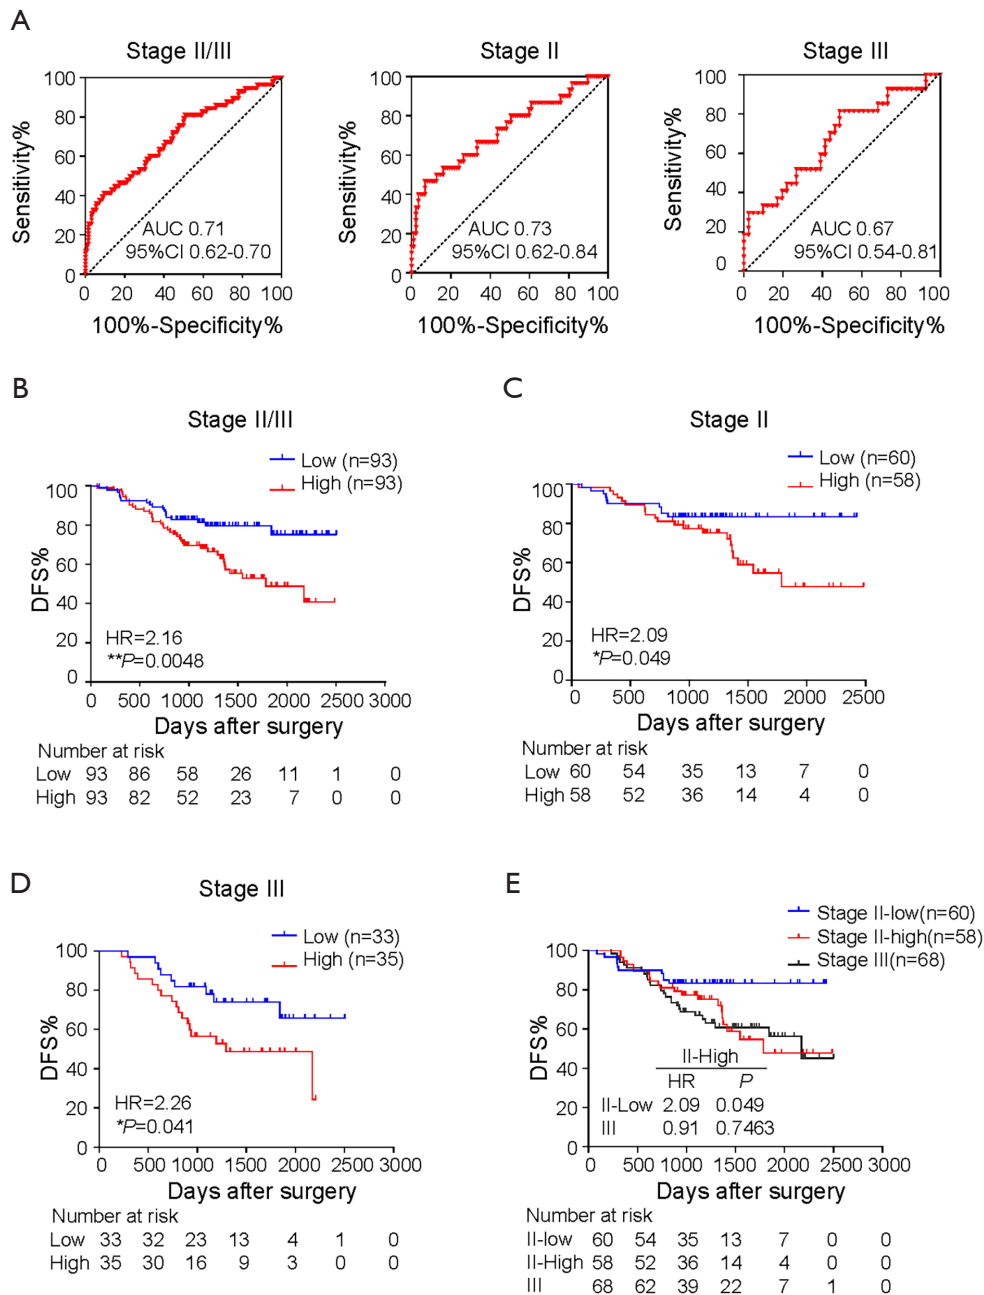 A
Stage II/III
Stage II
Stage III
Sensitivity%
100
80
60
40
20
0
AUC 0.71
95%CI 0.62-0.70
0 20 40 60 80 100
100%-Specificity%
Sensitivity%
100
80
60
40
20
0
AUC 0.73
95%CI 0.62-0.84
0 20 40 60 80 100
100%-Specificity%
Sensitivity%
100
80
60
40
20
0
AUC 0.67
95%CI 0.54-0.81
0 20 40 60 80 100
100%-Specificity%
B
Stage II/III
Low (n=93)
High (n=93)
DFS%
100
80
60
40
20
0
HR=2.16
**P=0.0048
0 500 1000 1500 2000 2500 3000
Days after surgery
Number at risk
Low 93 86 58 26 11 1 0
High 93 82 52 23 7 0 0
C
Stage II
Low (n=60)
High (n=58)
DFS%
100
80
60
40
20
0
HR=2.09
*P=0.049
0 500 1000 1500 2000 2500
Days after surgery
Number at risk
Low 60 54 35 13 7 0
High 58 52 36 14 4 0
D
Stage III
Low (n=33)
High (n=35)
DFS%
100
80
60
40
20
0
HR=2.26
*P=0.041
0 500 1000 1500 2000 2500 3000
Days after surgery
Number at risk
Low 33 32 23 13 4 1 0
High 35 30 16 9 3 0 0
E
Stage II-low(n=60)
Stage II-high(n=58)
Stage III(n=68)
DFS%
100
80
60
40
20
0
II-High
HR P
II-Low 2.09 0.049
III 0.91 0.7463
0 500 1000 1500 2000 2500 3000
Days after surgery
Number at risk
II-low 60 54 35 13 7 0 0
II-High 58 52 36 14 4 0 0
III 68 62 39 22 7 1 0